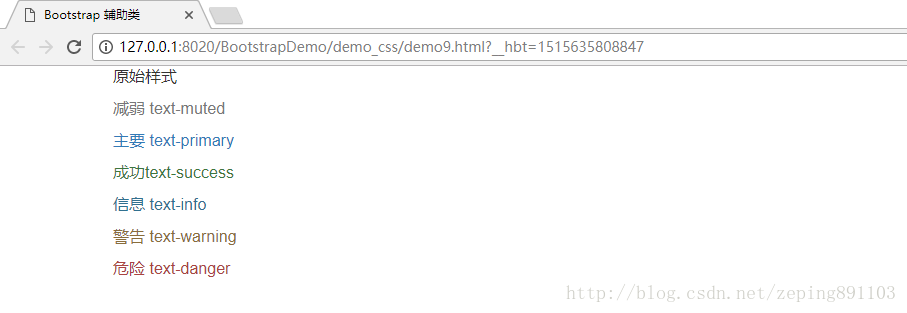 Bootstrap 辅助类
127.0.0.1:8020/BootstrapDemo/demo_css/demo9.html?__hbt=1515635808847
原始样式
减弱 text-muted
主要 text-primary
成功text-success
信息 text-info
警告 text-warning
危险 text-danger
http://blog.csdn.net/zeping891103